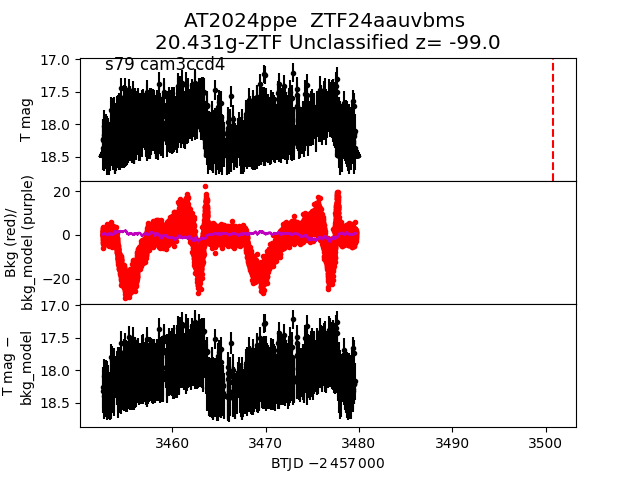 AT2024ppe  ZTF24aauvbms
20.431g-ZTF Unclassified z= -99.0
s79 cam3ccd4
17.0
17.5
18.0
18.5
T mag
20
0
−20
Bkg (red)/
bkg_model (purple)
17.0
17.5
18.0
18.5
T mag −
bkg_model
3460
3470
3480
3490
3500
BTJD −2 457 000